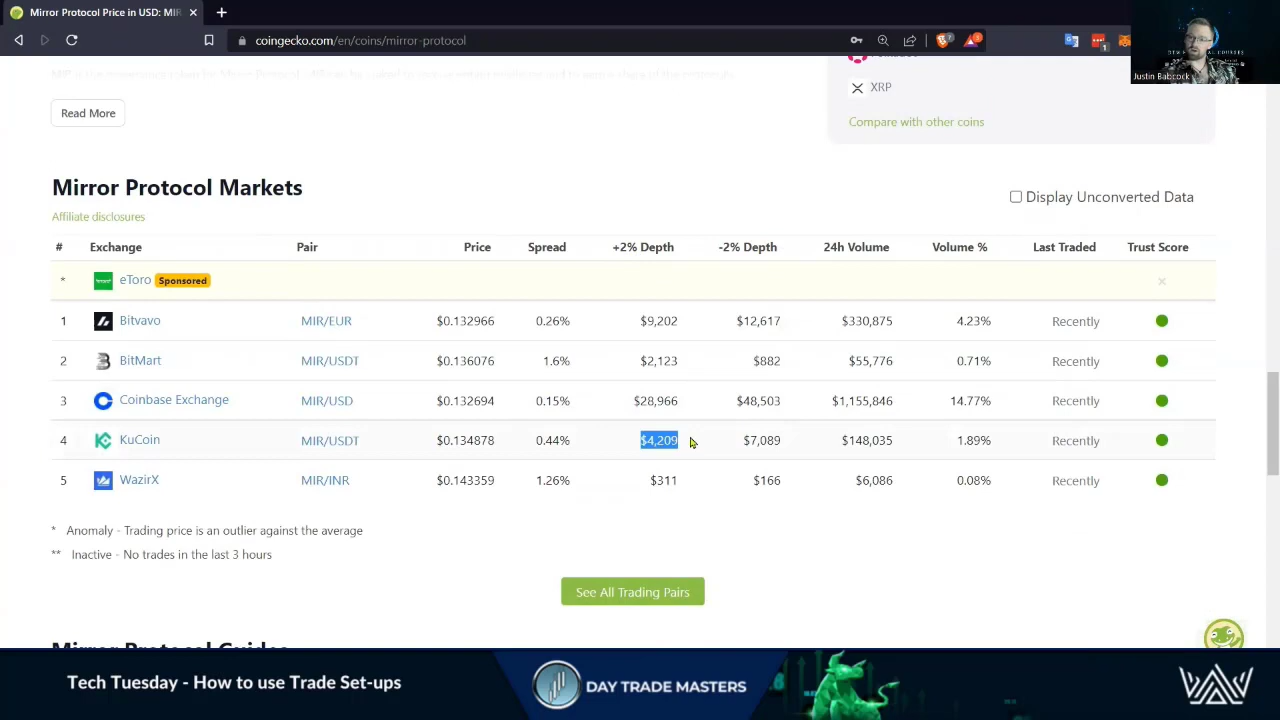 Mirror Protocol Price in USD: MIR
coingecko.com/en/coins/mirror-protocol
Justin Babcock
XRP
Read More
Compare with other coins
Mirror Protocol Markets
Display Unconverted Data
Affiliate disclosures
# Exchange Pair Price Spread +2% Depth -2% Depth 24h Volume Volume % Last Traded Trust Score
* eToro Sponsored
1 Bitvavo MIR/EUR $0.132966 0.26% $9,202 $12,617 $330,875 4.23% Recently
2 BitMart MIR/USDT $0.136076 1.6% $2,123 $882 $55,776 0.71% Recently
3 Coinbase Exchange MIR/USD $0.132694 0.15% $28,966 $48,503 $1,155,846 14.77% Recently
4 KuCoin MIR/USDT $0.134878 0.44% $4,209 $7,089 $148,035 1.89% Recently
5 WazirX MIR/INR $0.143359 1.26% $311 $166 $6,086 0.08% Recently
* Anomaly - Trading price is an outlier against the average
** Inactive - No trades in the last 3 hours
See All Trading Pairs
Mirror Protocol Guides
Tech Tuesday - How to use Trade Set-ups
DAY TRADE MASTERS